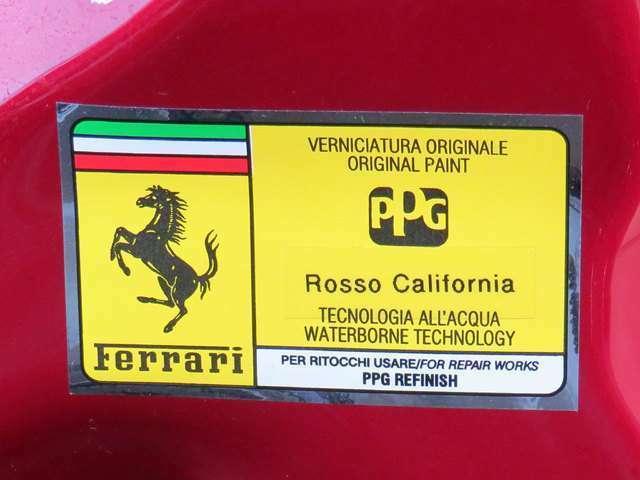 VERNICIATURA ORIGINALE
ORIGINAL PAINT
PPG
Rosso California
TECNOLOGIA ALL'ACQUA
WATERBORNE TECHNOLOGY
Ferrari
PER RITOCCHI USARE/FOR REPAIR WORKS
PPG REFINISH